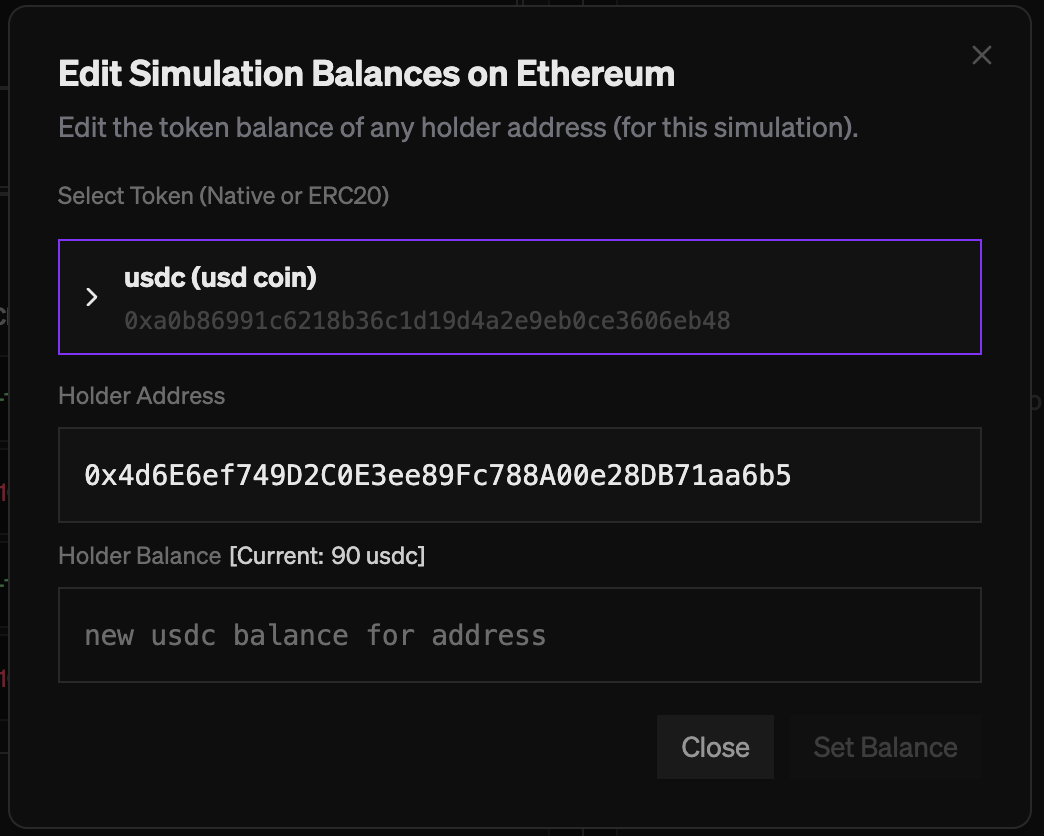 Edit Simulation Balances on Ethereum
Edit the token balance of any holder address (for this simulation).
Select Token (Native or ERC20)
usdc (usd coin)
0xa0b86991c6218b36c1d19d4a2e9eb0ce3606eb48
Holder Address
0x4d6E6ef749D2C0E3ee89Fc788A00e28DB71aa6b5
Holder Balance [Current: 90 usdc]
new usdc balance for address
Close Set Balance